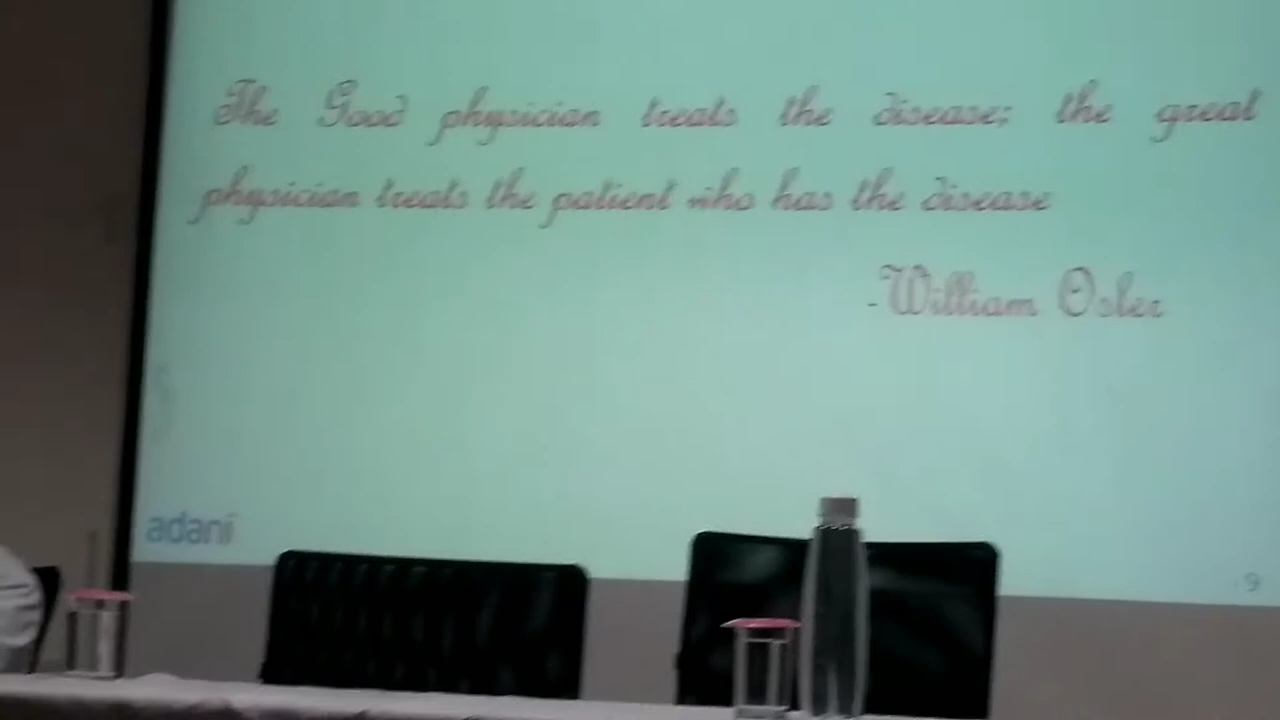 The Good physician treats the disease; the great
physician treats the patient who has the disease
-William Osler
adani
9